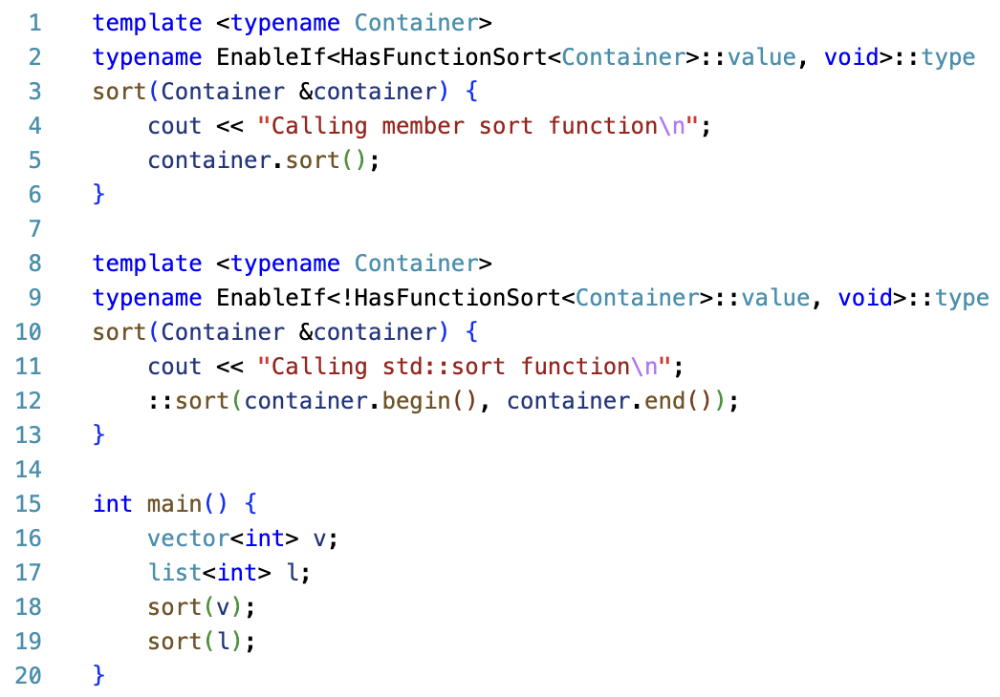 1 template <typename Container>
2 typename EnableIf<HasFunctionSort<Container>::value, void>::type
3 sort(Container &container) {
4     cout << "Calling member sort function\n";
5     container.sort();
6 }
7
8 template <typename Container>
9 typename EnableIf<!HasFunctionSort<Container>::value, void>::type
10 sort(Container &container) {
11     cout << "Calling std::sort function\n";
12     ::sort(container.begin(), container.end());
13 }
14
15 int main() {
16     vector<int> v;
17     list<int> l;
18     sort(v);
19     sort(l);
20 }